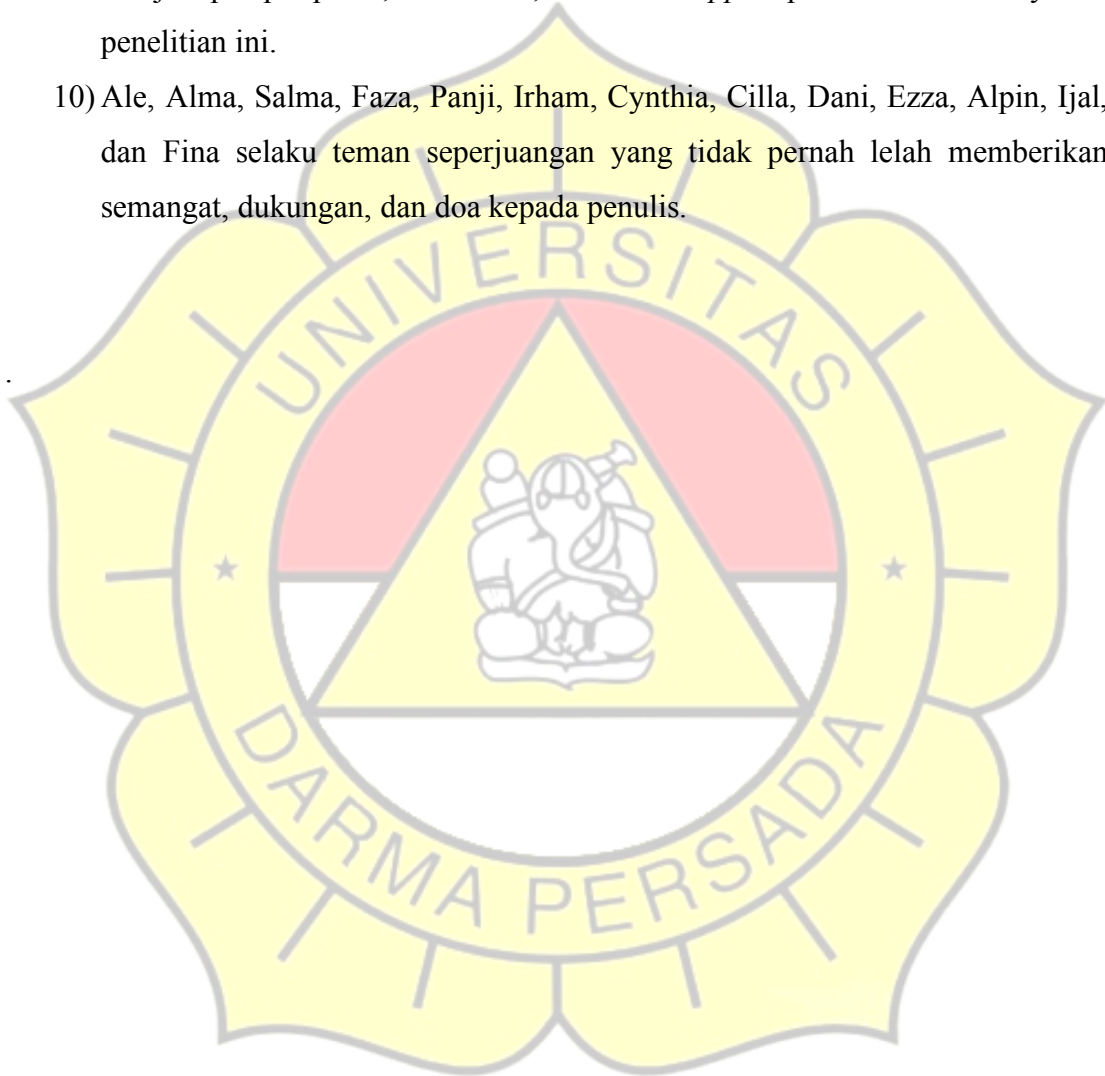 penelitian ini.
10) Ale, Alma, Salma, Faza, Panji, Irham, Cynthia, Cilla, Dani, Ezza, Alpin, Ijal,
dan Fina selaku teman seperjuangan yang tidak pernah lelah memberikan
semangat, dukungan, dan doa kepada penulis.
UNIVERSITAS
.
DARMA PERSADA